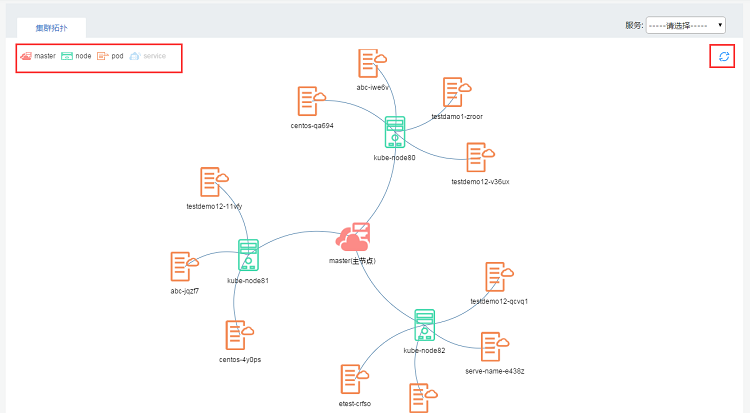 集群拓扑
服务: -----请选择-----
master node pod service
abc-iwe6v
testdamo1-zroor
centos-qa694
kube-node80
testdemo12-v36ux
testdemo12-11vfy
master(主节点)
kube-node81
abc-jqzf7
testdemo12-qcvq1
kube-node82
centos-4y0ps
serve-name-e438z
etest-crfso